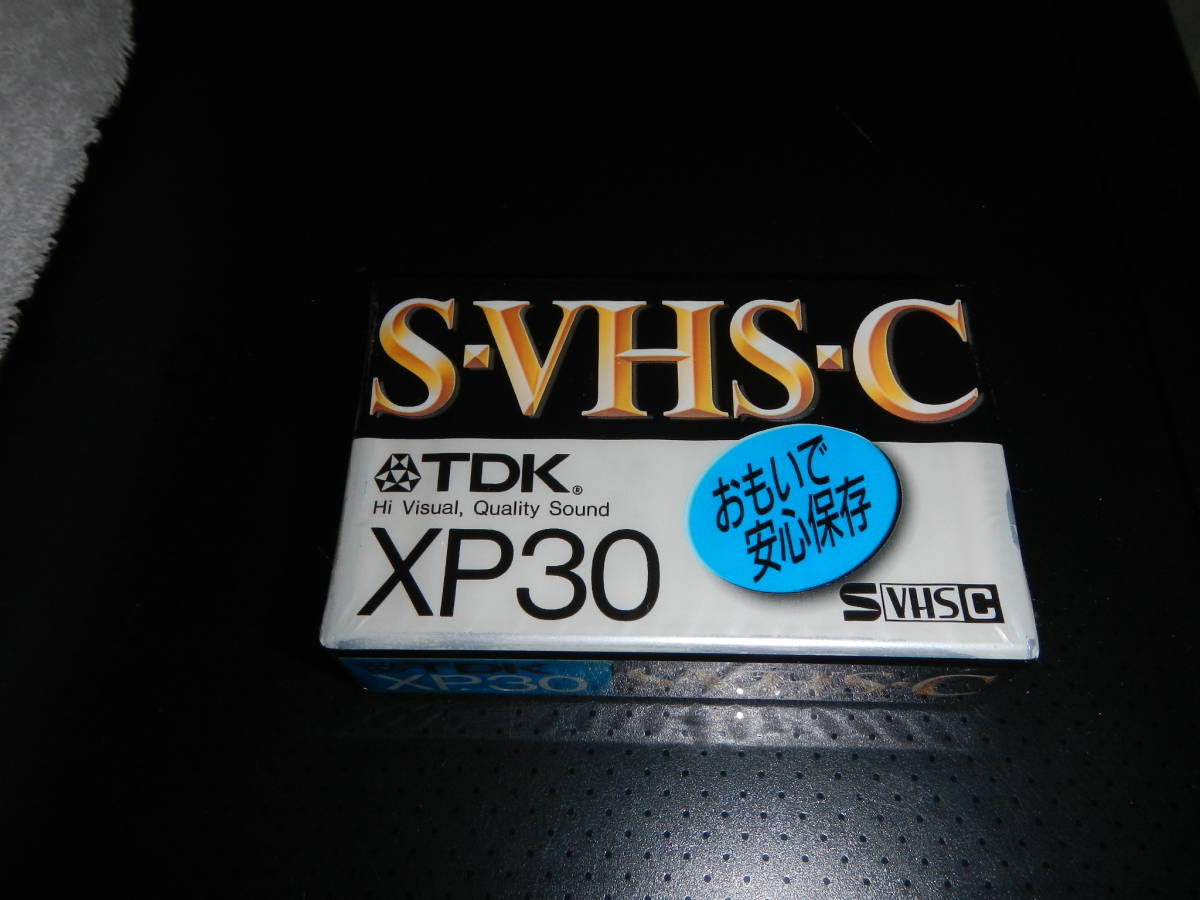 S·VHS·C
TDK®
Hi Visual, Quality Sound
XP30
おもいで
安心保存
S VHS C
TDK
XP30
S·VHS·C